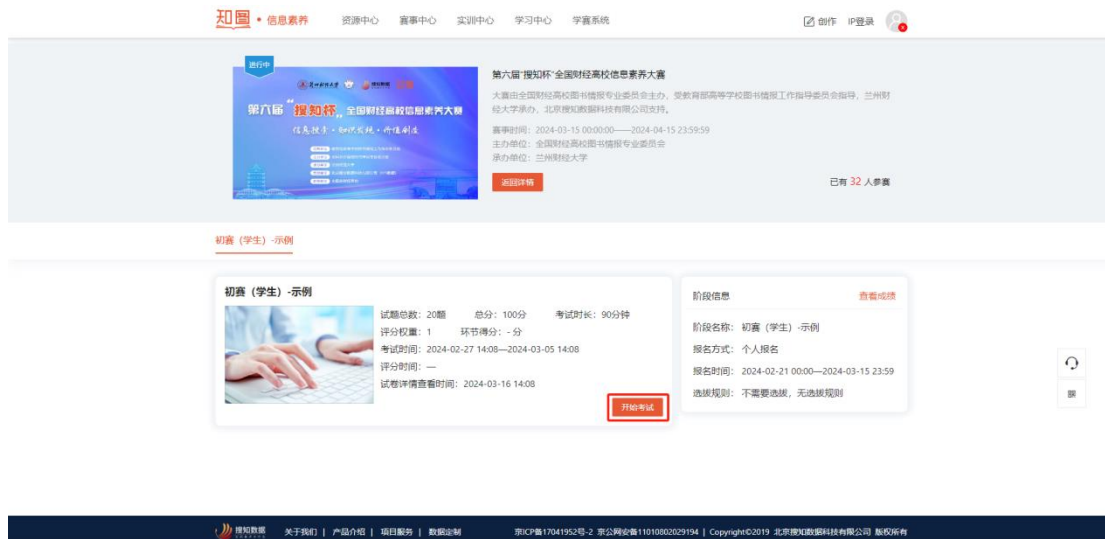 知圖 • 信息素养
资源中心 赛事中心 实训中心 学习中心 学赛系统
创作 IP登录
进行中
第六届“搜知杯”全国财经高校信息素养大赛
第六届“搜知杯”全国财经高校信息素养大赛
大赛由全国财经高校图书情报专业委员会主办，受教育部高等学校图书情报工作指导委员会指导，兰州财
经大学承办，北京搜知数据科技有限公司支持。
赛事时间：2024-03-15 00:00:00——2024-04-15 23:59:59
主办单位：全国财经高校图书情报专业委员会
承办单位：兰州财经大学
返回详情
已有 32 人参赛
初赛（学生）-示例
初赛（学生）-示例
试题总数：20题 总分：100分 考试时长：90分钟
评分权重：1 环节得分：- 分
考试时间：2024-02-27 14:08—2024-03-05 14:08
评分时间：—
试卷详情查看时间：2024-03-16 14:08
开始考试
阶段信息 查看成绩
阶段名称：初赛（学生）-示例
报名方式：个人报名
报名时间：2024-02-21 00:00—2024-03-15 23:59
选拔规则：不需要选拔，无选拔规则
搜知数据
关于我们 | 产品介绍 | 项目服务 | 数据定制
京ICP备17041952号-2 京公网安备11010802029194 | Copyright©2019 北京搜知数据科技有限公司 版权所有